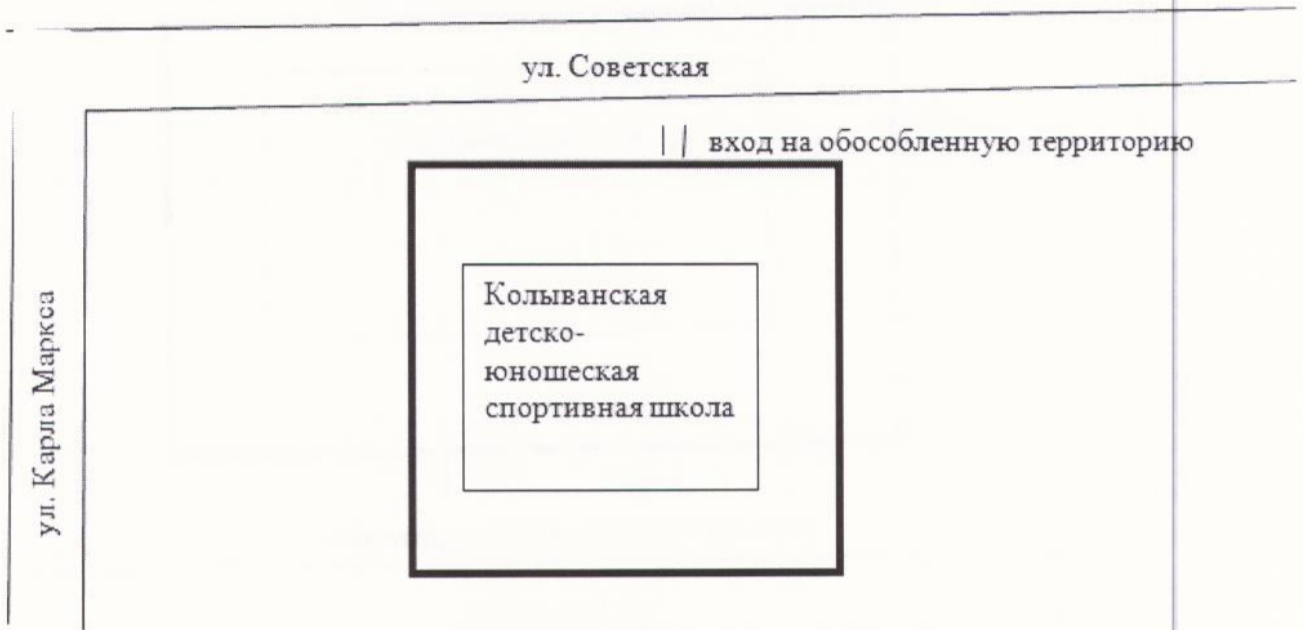 ул. Советская
вход на обособленную территорию
Колыванская
детско-
юношеская
спортивная школа
ул. Карла Маркса